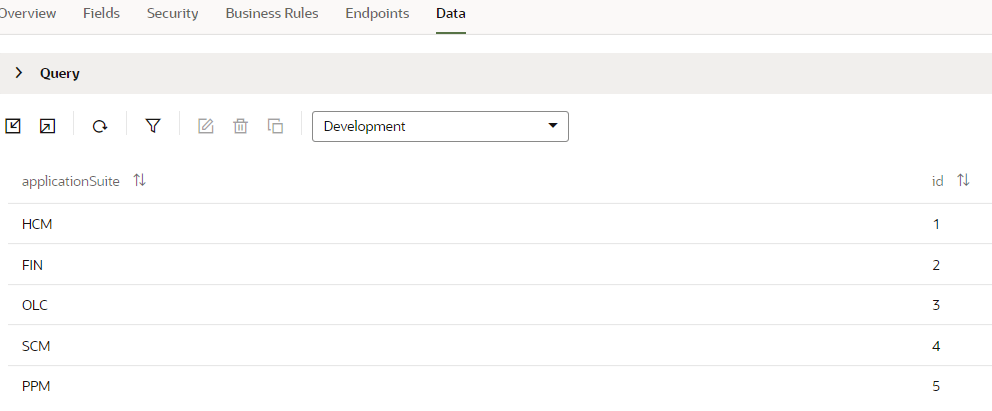 Overview Fields Security Business Rules Endpoints Data
Query
Development
applicationSuite id
HCM 1
FIN 2
OLC 3
SCM 4
PPM 5